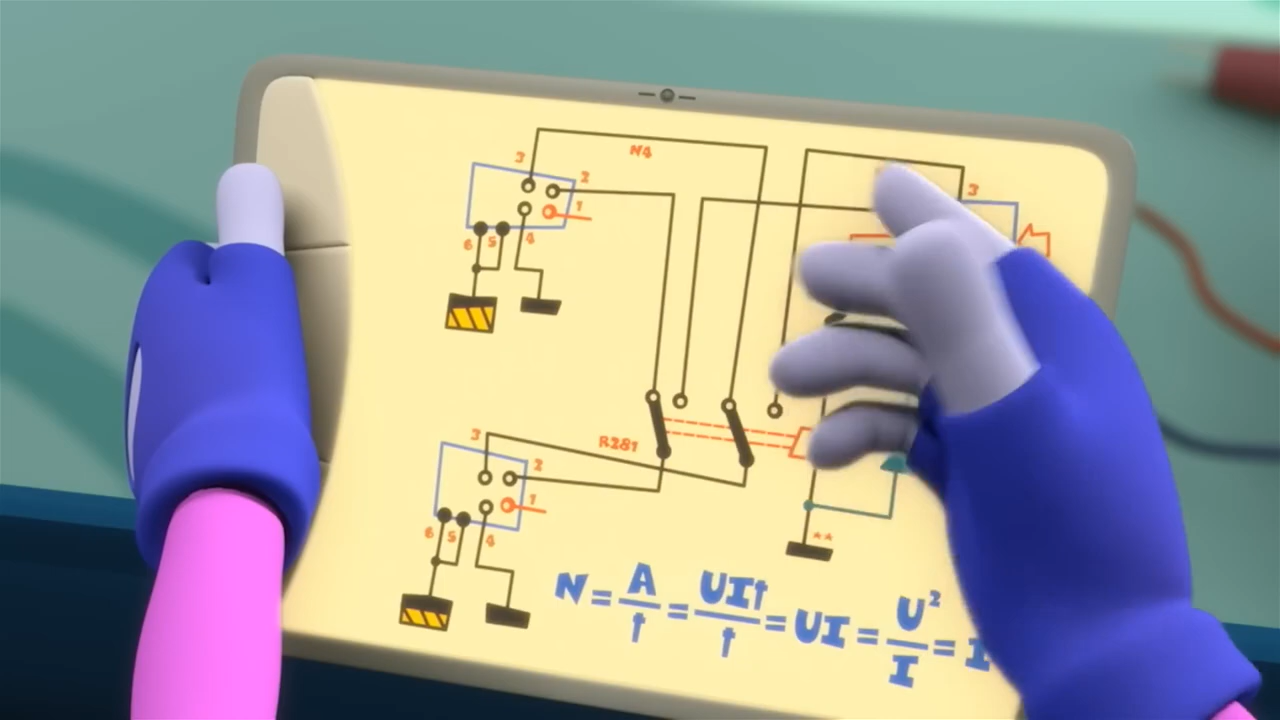 3
N4
2
1
6 5 4
3
R281
3
2
1
6 5 4
**
N = A/t = UIt/t = UI = U²/I =